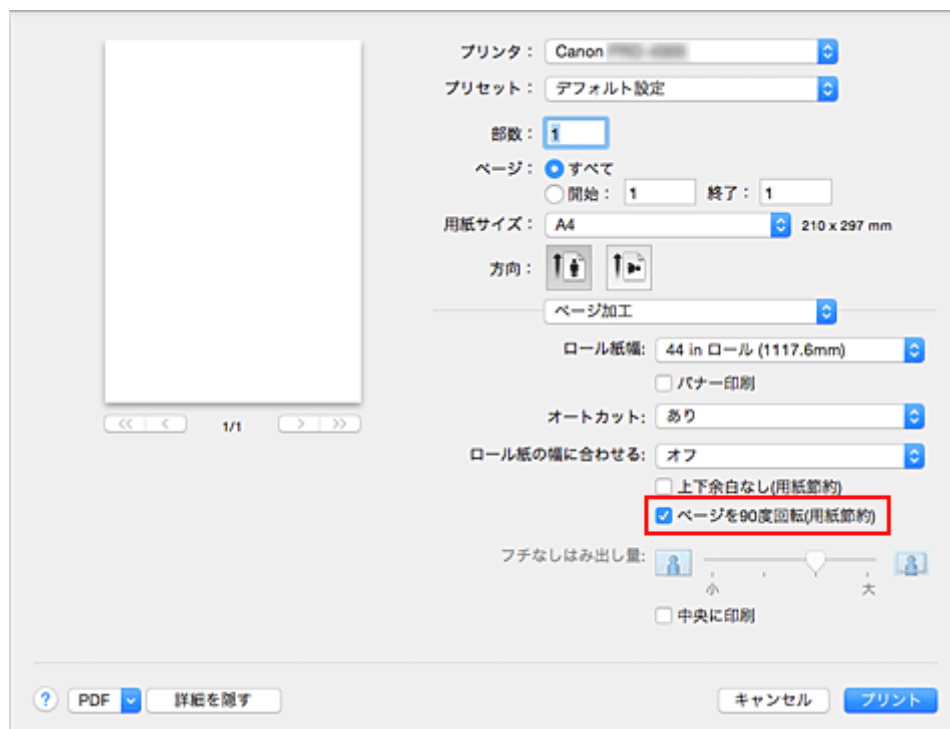 プリンタ： Canon
プリセット： デフォルト設定
部数： 1
ページ： すべて
開始： 1 終了： 1
用紙サイズ： A4 210 x 297 mm
方向：
ページ加工
ロール紙幅: 44 in ロール (1117.6mm)
バナー印刷
オートカット: あり
ロール紙の幅に合わせる: オフ
上下余白なし(用紙節約)
ページを90度回転(用紙節約)
フチなしはみ出し量:
小 大
中央に印刷
1/1
? PDF 詳細を隠す キャンセル プリント